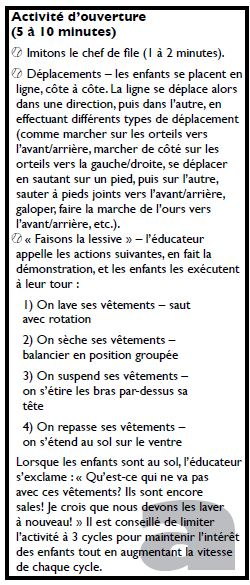 Activité d’ouverture
(5 à 10 minutes)
Imitons le chef de file (1 à 2 minutes).
Déplacements – les enfants se placent en
ligne, côte à côte. La ligne se déplace alors
dans une direction, puis dans l’autre, en
effectuant différents types de déplacement
(comme marcher sur les orteils vers
l’avant/arrière, marcher de côté sur les
orteils vers la gauche/droite, se déplacer
en sautant sur un pied, puis sur l’autre,
sauter à pieds joints vers l’avant/arrière,
galoper, faire la marche de l’ours vers
l’avant/arrière, etc.).
« Faisons la lessive » – l’éducateur
appelle les actions suivantes, en fait la
démonstration, et les enfants les exécutent
à leur tour :
1) On lave ses vêtements – saut
avec rotation
2) On sèche ses vêtements –
balancier en position groupée
3) On suspend ses vêtements –
on s’étire les bras par-dessus sa
tête
4) On repasse ses vêtements –
on s’étend au sol sur le ventre
Lorsque les enfants sont au sol, l’éducateur
s’exclame : « Qu’est-ce qui ne va pas
avec ces vêtements? Ils sont encore
sales! Je crois que nous devons les laver
à nouveau! » Il est conseillé de limiter
l’activité à 3 cycles pour maintenir l’intérêt
des enfants tout en augmentant la vitesse
de chaque cycle.
a